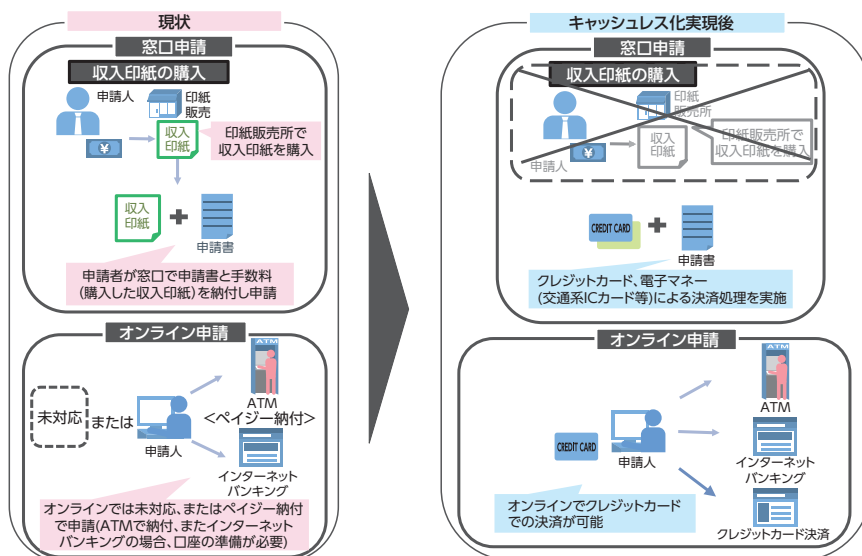 現状
窓口申請
収入印紙の購入
申請人
印紙
販売
¥
収入
印紙
印紙販売所で
収入印紙を購入
収入
印紙
+
申請書
申請者が窓口で申請書と手数料
(購入した収入印紙)を納付し申請
オンライン申請
未対応
または
申請人
ATM
<ペイジー納付>
インターネット
バンキング
オンラインでは未対応、またはペイジー納付
で申請(ATMで納付、またインターネット
バンキングの場合、口座の準備が必要)
キャッシュレス化実現後
窓口申請
収入印紙の購入
印紙
販売所
¥
申請人
収入
印紙
印紙販売所で
収入印紙を購入
CREDIT CARD
+
申請書
クレジットカード、電子マネー
(交通系ICカード等)による決済処理を実施
オンライン申請
CREDIT CARD
申請人
ATM
インターネット
バンキング
クレジットカード決済
オンラインでクレジットカード
での決済が可能